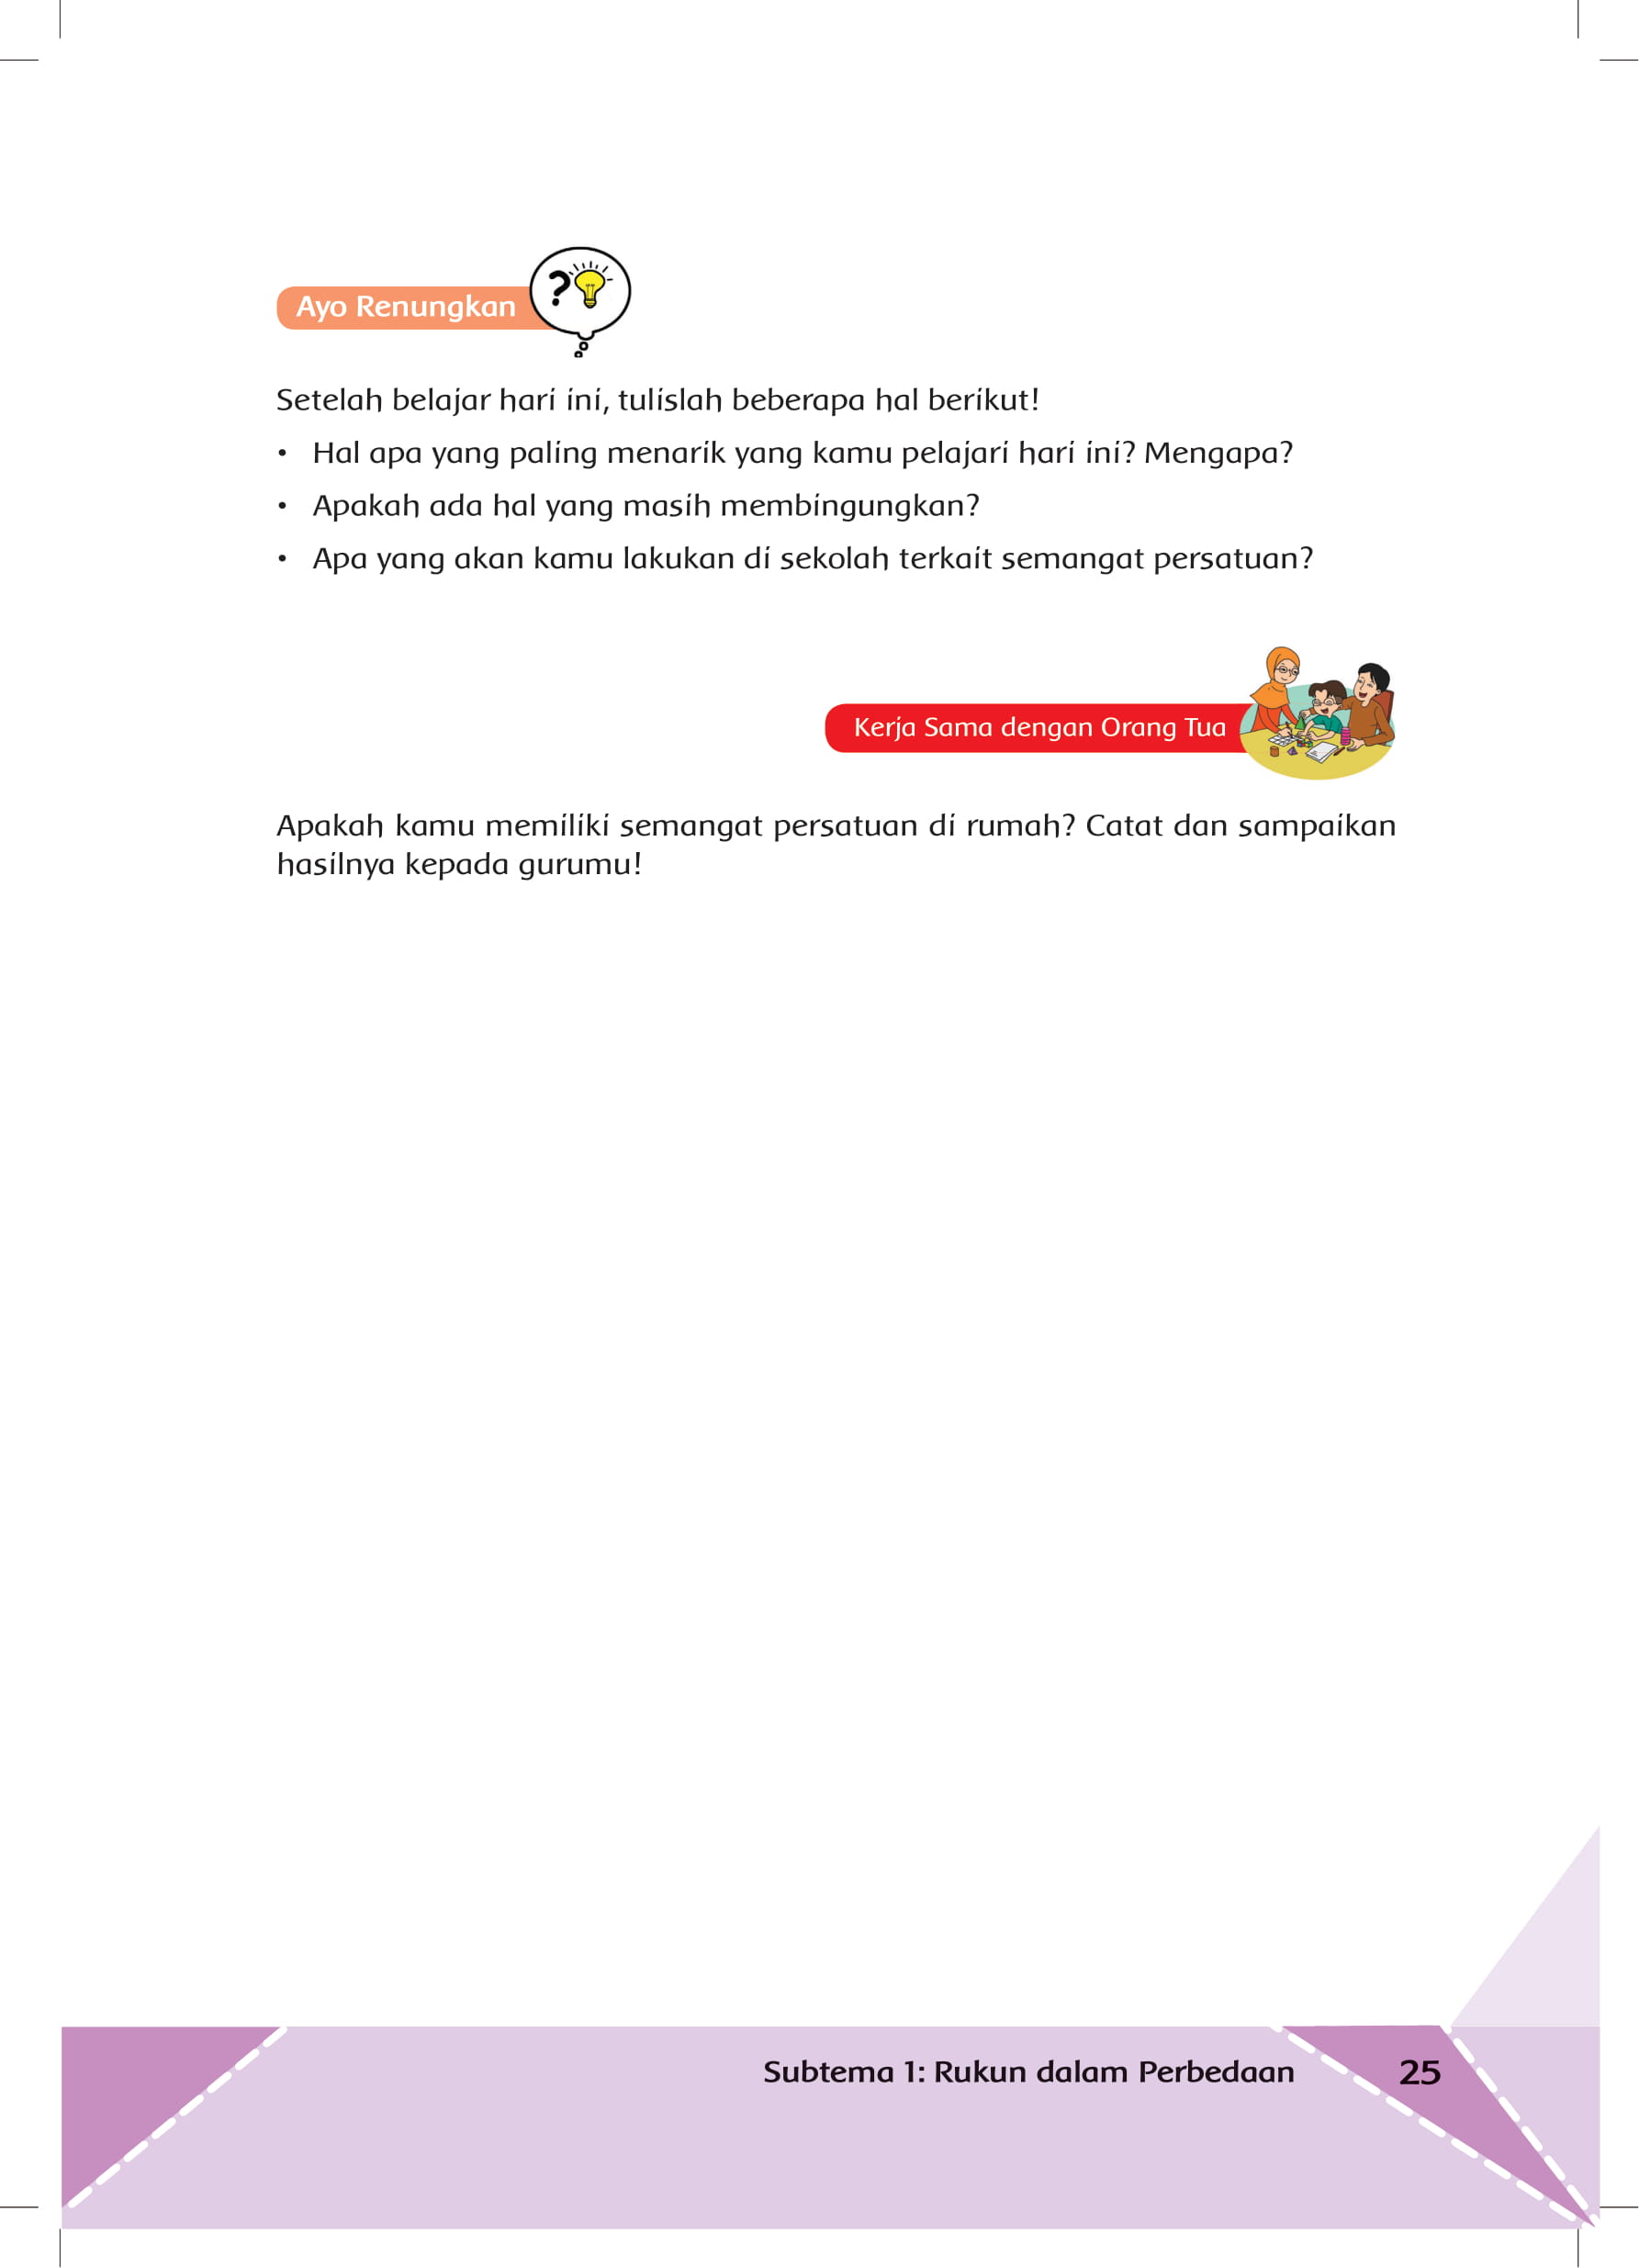 Ayo Renungkan
Setelah belajar hari ini, tulislah beberapa hal berikut!
• Hal apa yang paling menarik yang kamu pelajari hari ini? Mengapa?
• Apakah ada hal yang masih membingungkan?
• Apa yang akan kamu lakukan di sekolah terkait semangat persatuan?
Kerja Sama dengan Orang Tua
Apakah kamu memiliki semangat persatuan di rumah? Catat dan sampaikan
hasilnya kepada gurumu!
Subtema 1: Rukun dalam Perbedaan 25